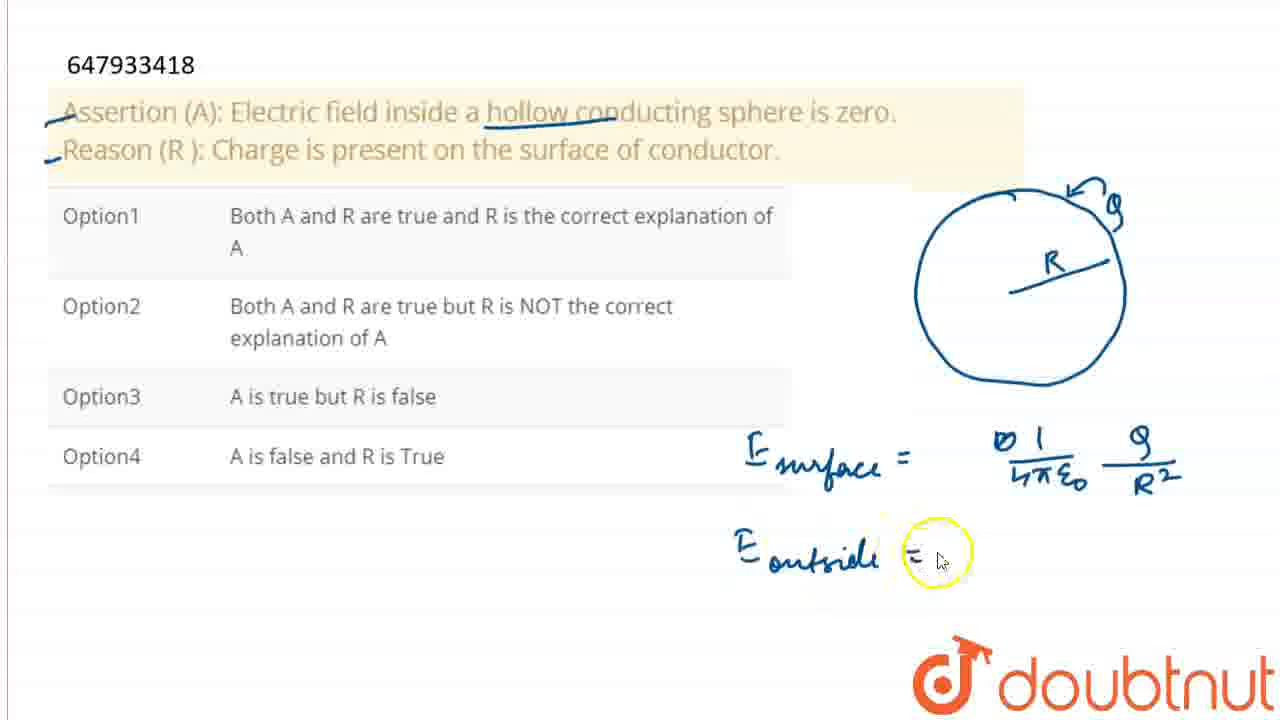 647933418
Assertion (A): Electric field inside a hollow conducting sphere is zero.
Reason (R ): Charge is present on the surface of conductor.
Option1 Both A and R are true and R is the correct explanation of
A
Option2 Both A and R are true but R is NOT the correct
explanation of A
Option3 A is true but R is false
Option4 A is false and R is True
Q
R
E surface = 1/4πε₀ Q/R²
E outside =
doubtnut